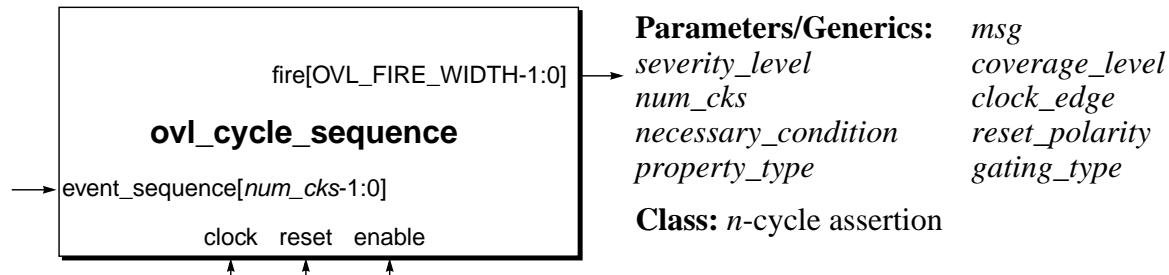 fire[OVL_FIRE_WIDTH-1:0]
ovl_cycle_sequence
event_sequence[num_cks-1:0]
clock reset enable
Parameters/Generics: msg
severity_level coverage_level
num_cks clock_edge
necessary_condition reset_polarity
property_type gating_type
Class: n-cycle assertion